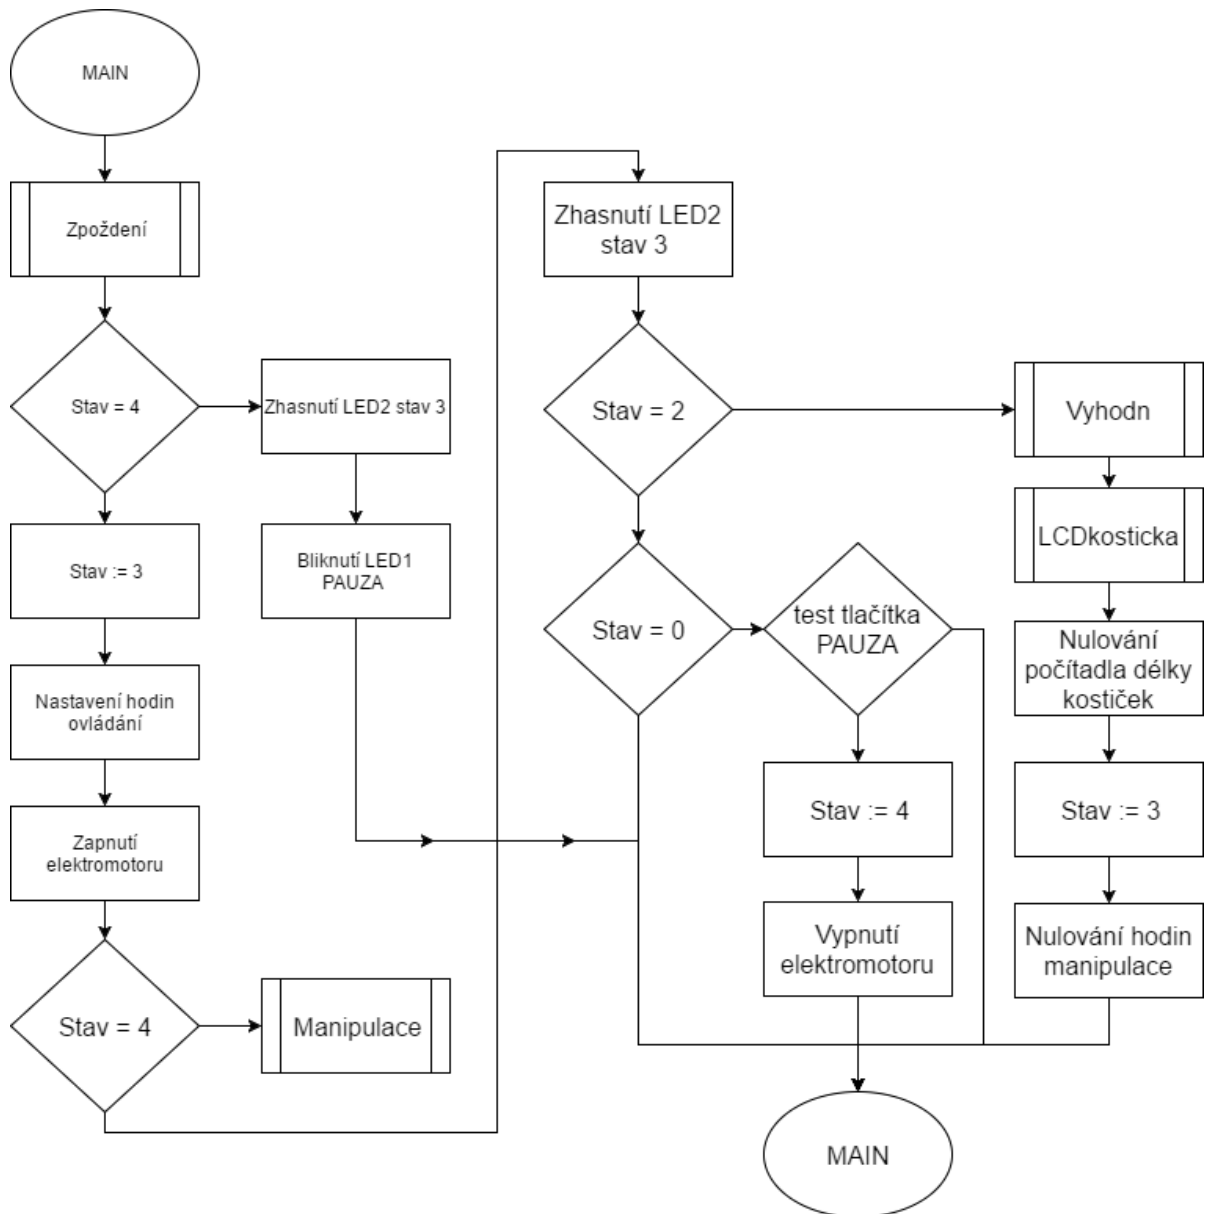 MAIN
Zpoždení
Stav = 4
Zhasnutí LED2 stav 3
Stav := 3
Bliknutí LED1
PAUZA
Nastavení hodin
ovládání
Zapnutí
elektromotoru
Stav = 4
Manipulace
Zhasnutí LED2
stav 3
Stav = 2
Vyhodn
LCDkosticka
Stav = 0
test tlačítka
PAUZA
Nulování
počítadla délky
kostiček
Stav := 4
Stav := 3
Vypnutí
elektromotoru
Nulování hodin
manipulace
MAIN